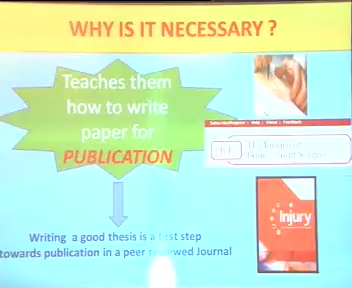 WHY IS IT NECESSARY ?
Teaches them
how to write
paper for
PUBLICATION
Injury
Writing a good thesis is a first step
towards publication in a peer reviewed Journal